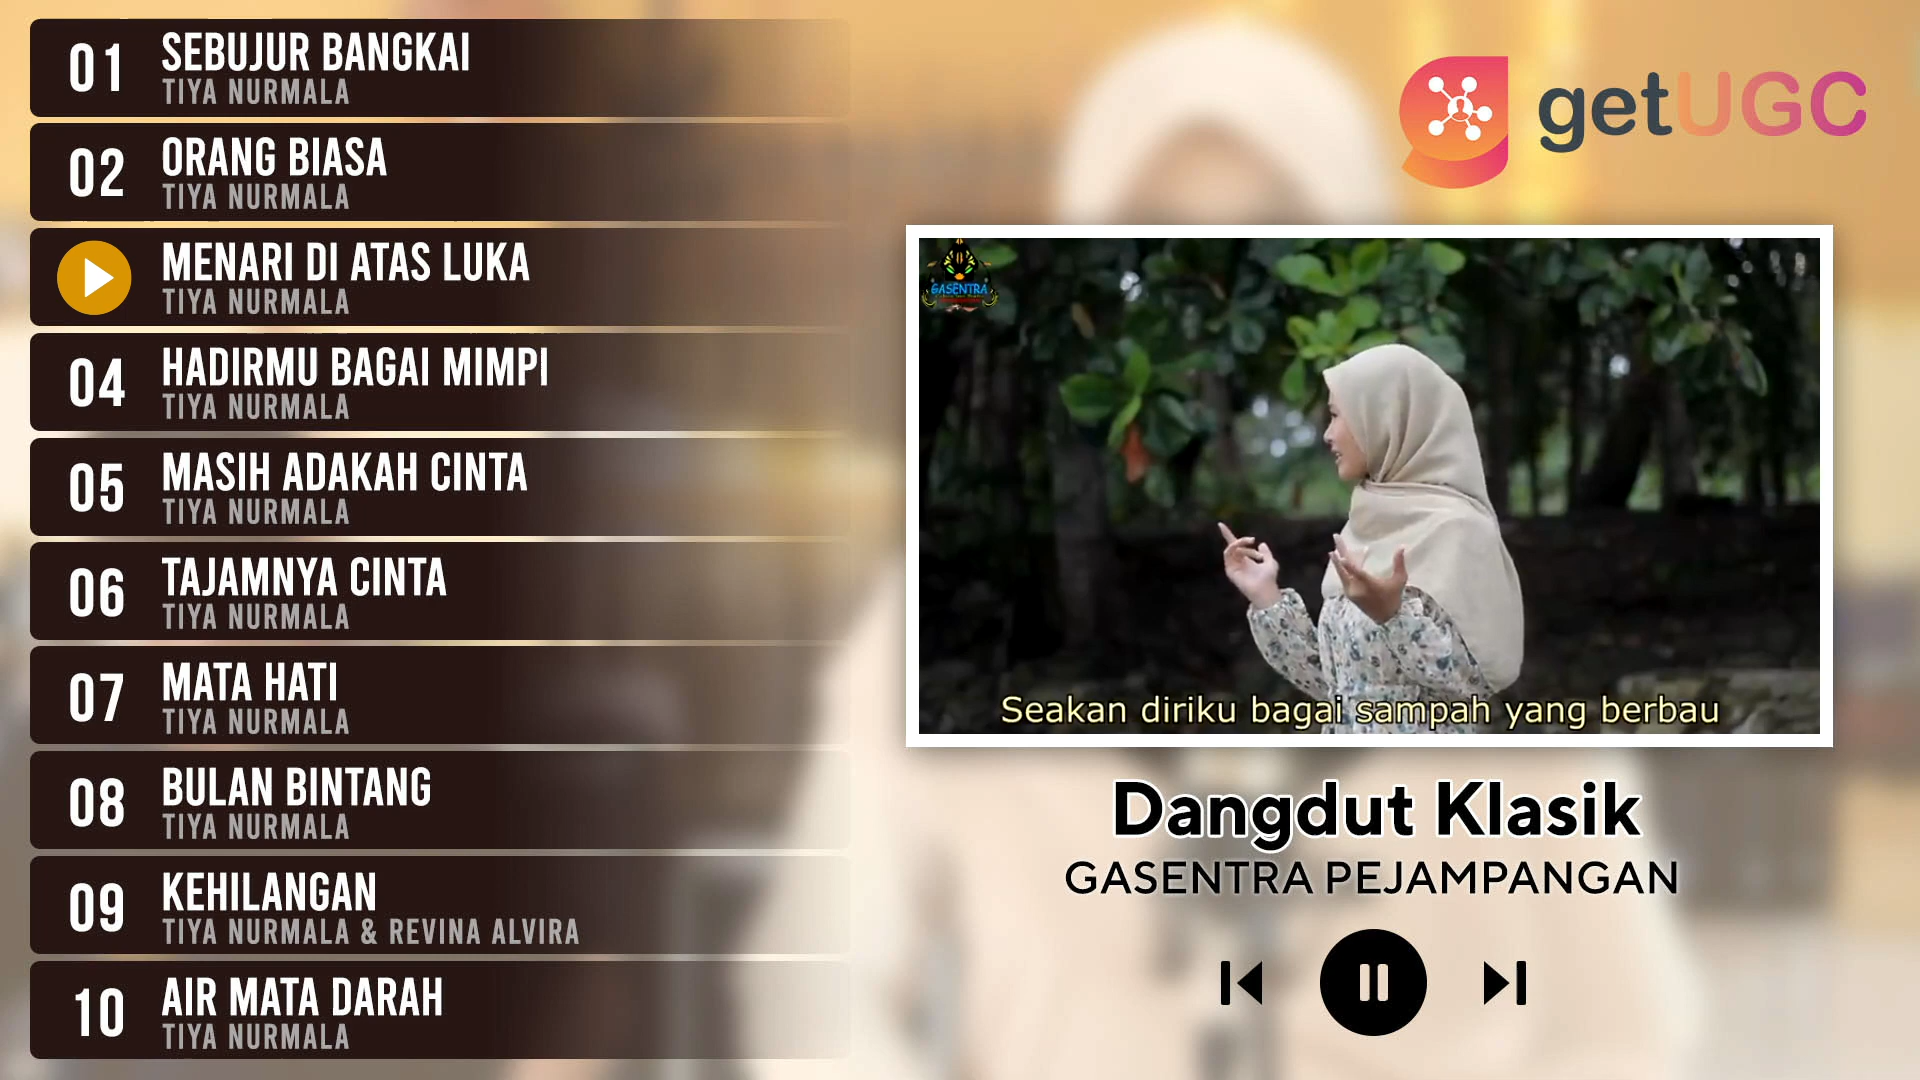 01
SEBUJUR BANGKAI
TIYA NURMALA
02
ORANG BIASA
TIYA NURMALA
MENARI DI ATAS LUKA
TIYA NURMALA
04
HADIRMU BAGAI MIMPI
TIYA NURMALA
05
MASIH ADAKAH CINTA
TIYA NURMALA
06
TAJAMNYA CINTA
TIYA NURMALA
07
MATA HATI
TIYA NURMALA
08
BULAN BINTANG
TIYA NURMALA
09
KEHILANGAN
TIYA NURMALA & REVINA ALVIRA
10
AIR MATA DARAH
TIYA NURMALA
getUGC
GASENTRA
Seakan diriku bagai sampah yang berbau
Dangdut Klasik
GASENTRA PEJAMPANGAN